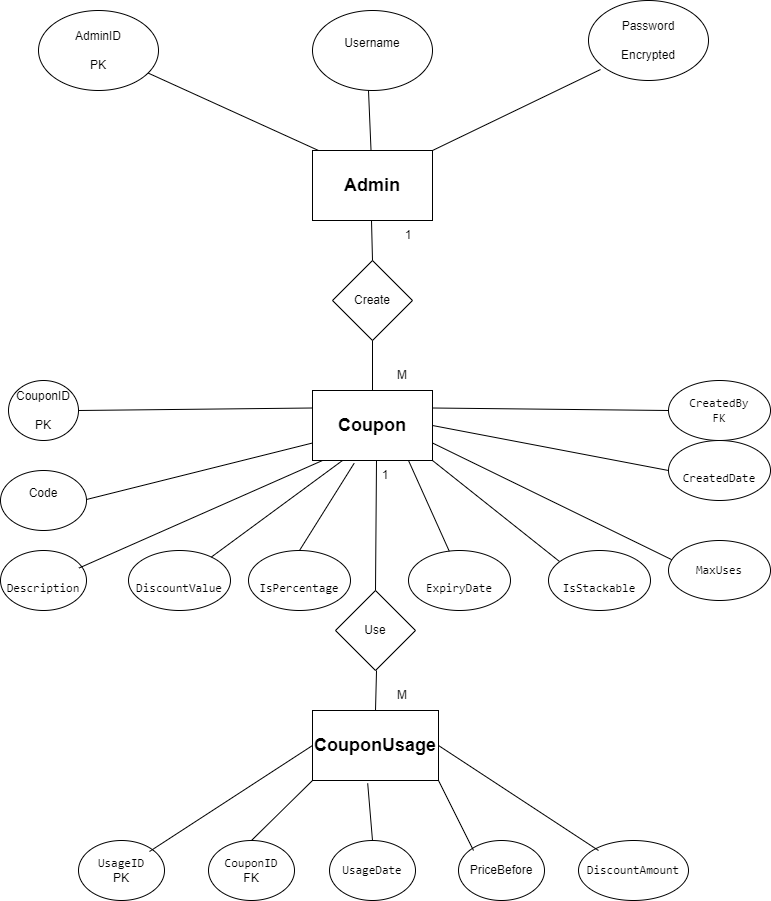 AdminID
PK
Username
Password
Encrypted
Admin
1
Create
M
CouponID
PK
Coupon
CreatedBy
FK
1
CreatedDate
Code
Description
DiscountValue
IsPercentage
ExpiryDate
IsStackable
MaxUses
Use
M
CouponUsage
UsageID
PK
CouponID
FK
UsageDate
PriceBefore
DiscountAmount